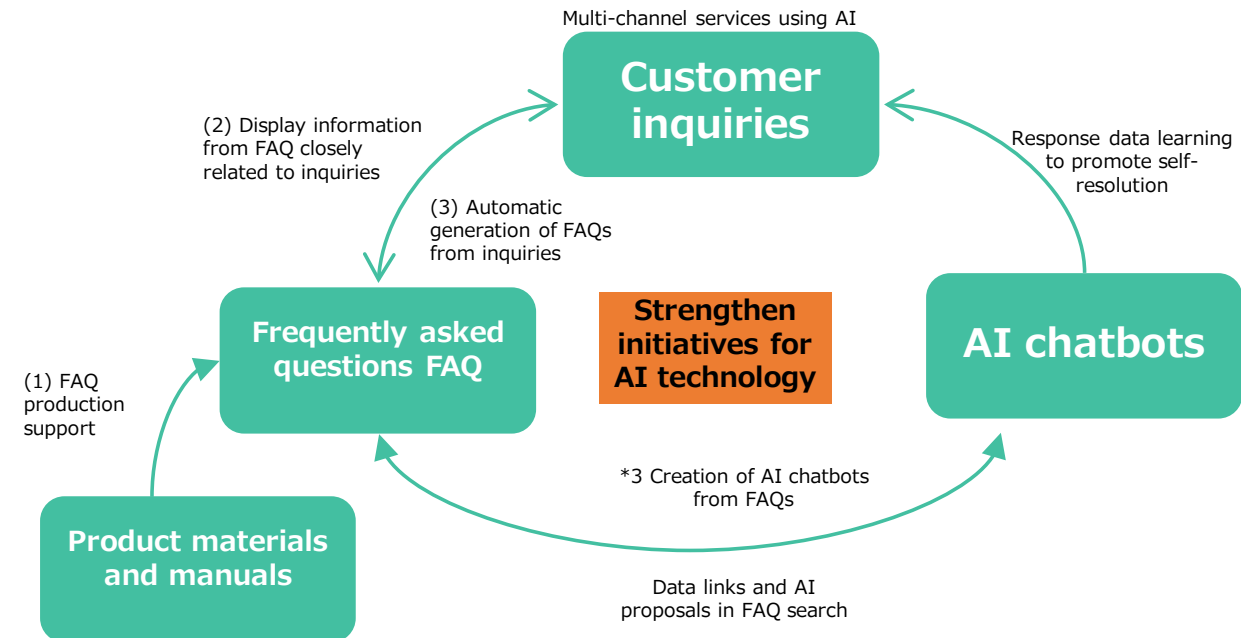 Multi-channel services using AI
Customer
inquiries
(2) Display information
from FAQ closely
related to inquiries
Response data learning
to promote self-
resolution
(3) Automatic
generation of FAQs
from inquiries
Frequently asked
questions FAQ
Strengthen
initiatives for
AI technology
AI chatbots
(1) FAQ
production
support
*3 Creation of AI chatbots
from FAQs
Product materials
and manuals
Data links and AI
proposals in FAQ search